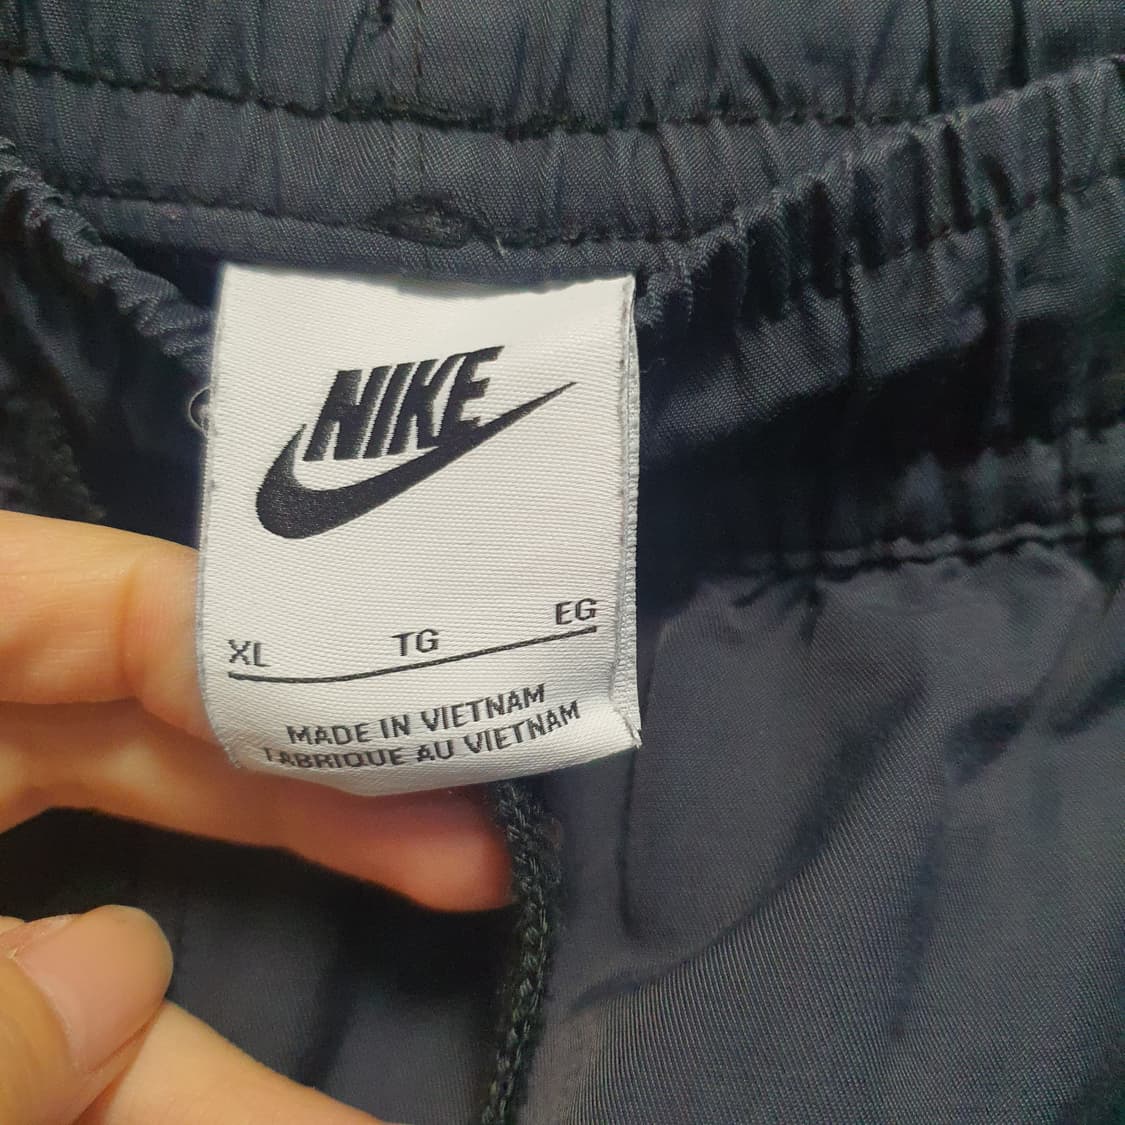 NIKE
XL TG EG
MADE IN VIETNAM
FABRIQUE AU VIETNAM